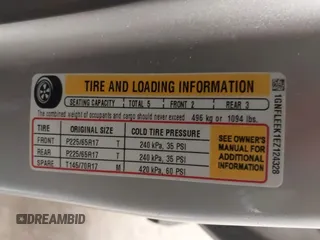 TIRE AND LOADING INFORMATION
SEATING CAPACITY TOTAL 5 FRONT 2 REAR 3
The combined weight of occupants and cargo should never exceed 496 kg or 1094 lbs.
TIRE ORIGINAL SIZE COLD TIRE PRESSURE
FRONT P225/65R17 T 240 kPa, 35 PSI
REAR P225/65R17 T 240 kPa, 35 PSI
SPARE T145/70R17 M 420 kPa, 60 PSI
SEE OWNER'S
MANUAL FOR
ADDITIONAL
INFORMATION
DREAMBID